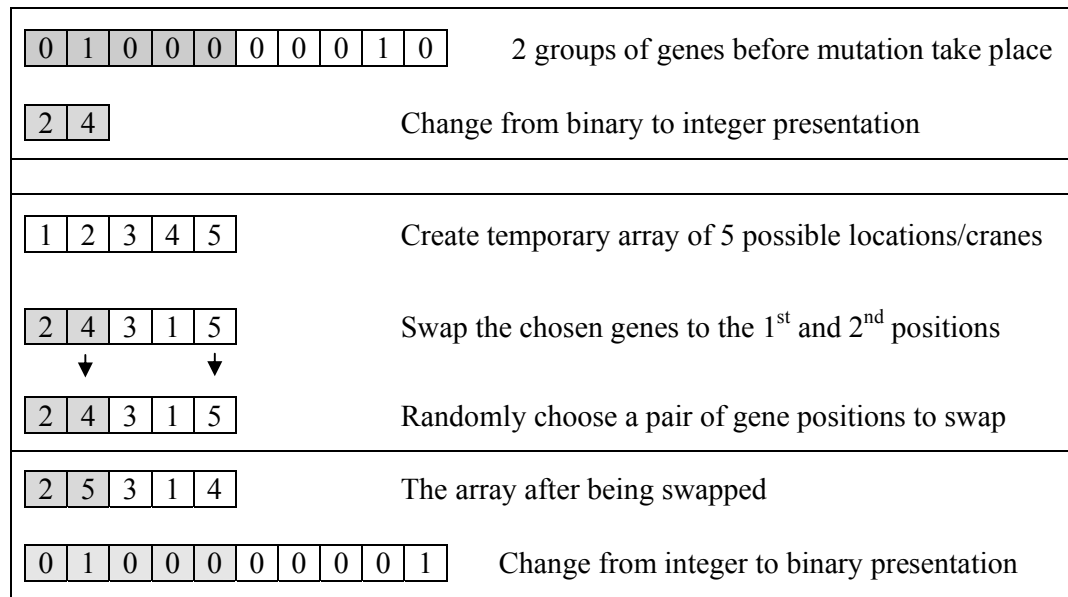 0 1 0 0 0 0 0 0 1 0 2 groups of genes before mutation take place
2 4 Change from binary to integer presentation
1 2 3 4 5 Create temporary array of 5 possible locations/cranes
2 4 3 1 5 Swap the chosen genes to the 1st and 2nd positions
2 4 3 1 5 Randomly choose a pair of gene positions to swap
2 5 3 1 4 The array after being swapped
0 1 0 0 0 0 0 0 0 1 Change from integer to binary presentation